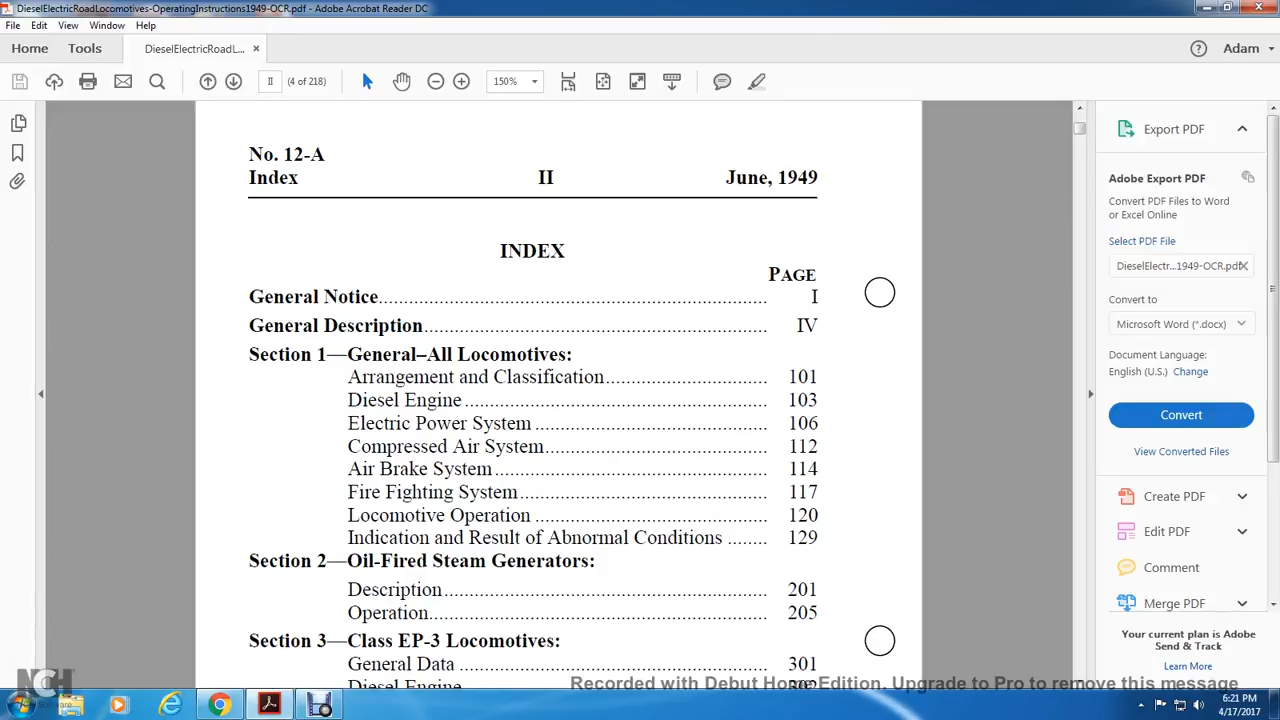 DieselElectricRoadLocomotives-OperatingInstructions1949-OCR.pdf - Adobe Acrobat Reader DC
File Edit View Window Help
Home Tools DieselElectricRoadL... × Adam
II (4 of 218) 150%
No. 12-A
Index II June, 1949
INDEX
PAGE
General Notice I
General Description IV
Section 1—General–All Locomotives:
Arrangement and Classification 101
Diesel Engine 103
Electric Power System 106
Compressed Air System 112
Air Brake System 114
Fire Fighting System 117
Locomotive Operation 120
Indication and Result of Abnormal Conditions 129
Section 2—Oil-Fired Steam Generators:
Description 201
Operation 205
Section 3—Class EP-3 Locomotives:
General Data 301
Diesel Engine
Export PDF
Adobe Export PDF
Convert PDF Files to Word
or Excel Online
Select PDF File
DieselElectr...1949-OCR.pdf
Convert to
Microsoft Word (*.docx)
Document Language:
English (U.S.) Change
Convert
View Converted Files
Create PDF
Edit PDF
Comment
Merge PDF
Your current plan is Adobe
Send & Track
Learn More
NCH
Software
Recorded with Debut Home Edition. Upgrade to Pro to remove this message
6:21 PM
4/17/2017